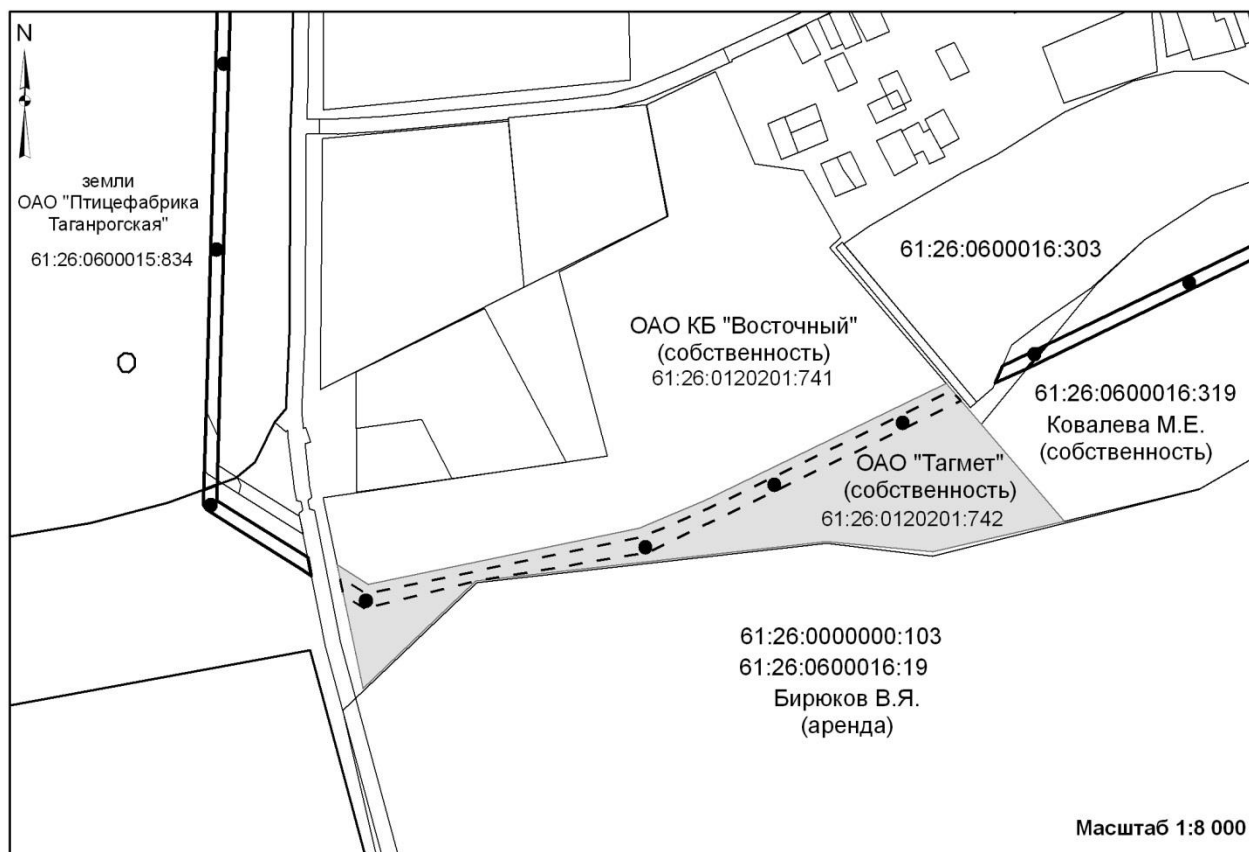 N
земли
ОАО "Птицефабрика
Таганрогская"
61:26:0600015:834
61:26:0600016:303
ОАО КБ "Восточный"
(собственность)
61:26:0120201:741
61:26:0600016:319
Ковалева М.Е.
(собственность)
ОАО "Тагмет"
(собственность)
61:26:0120201:742
61:26:0000000:103
61:26:0600016:19
Бирюков В.Я.
(аренда)
Масштаб 1:8 000